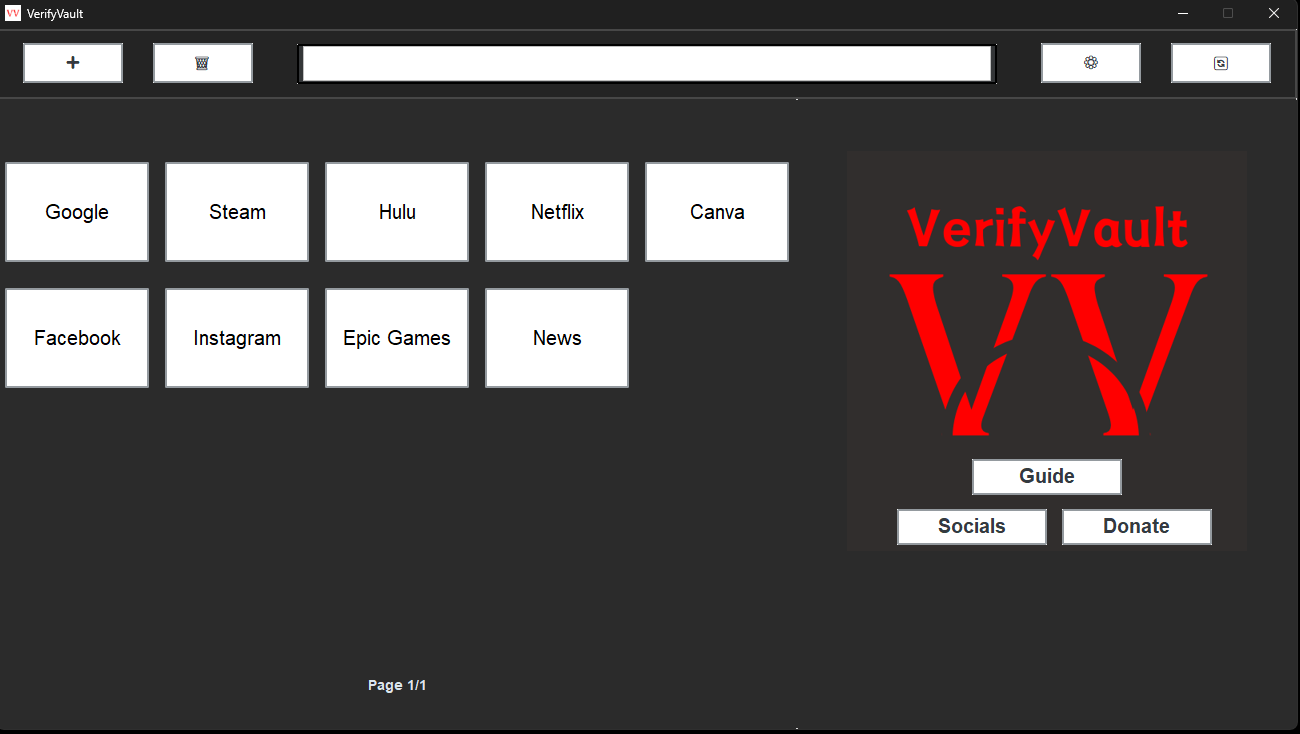 VV VerifyVault
Google Steam Hulu Netflix Canva
VerifyVault
VV
Facebook Instagram Epic Games News
Guide
Socials Donate
Page 1/1